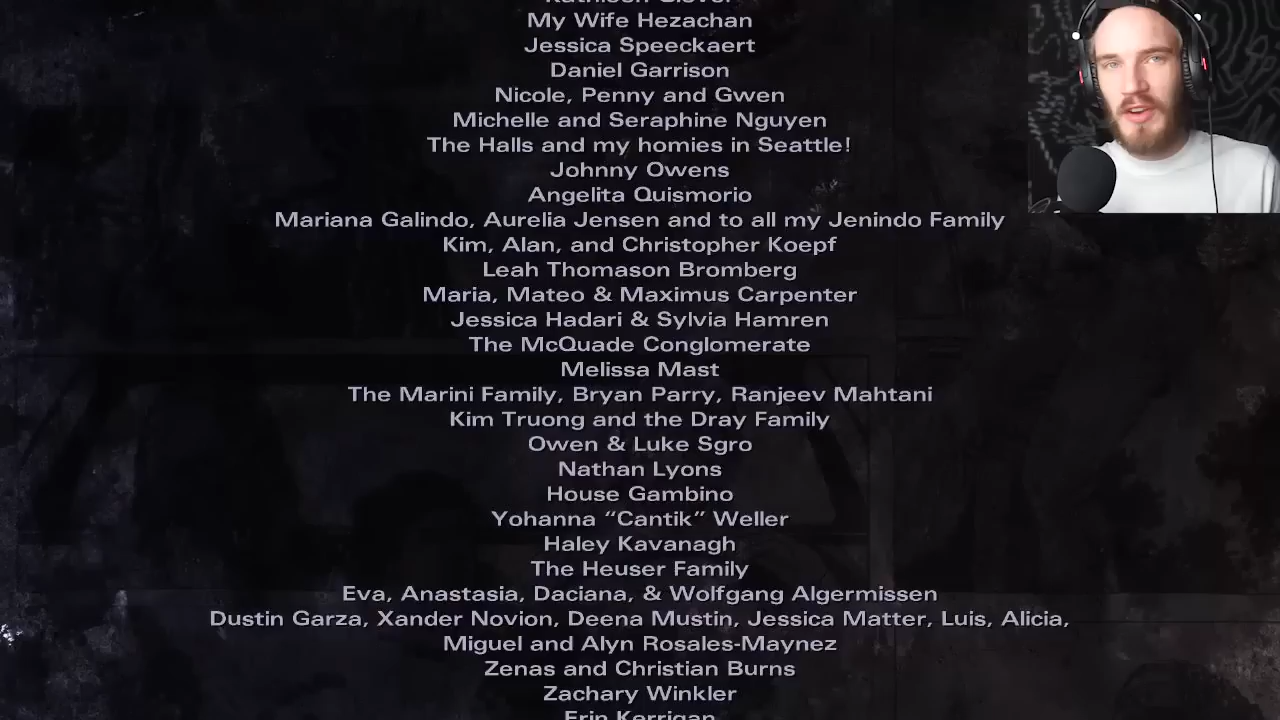 My Wife Hezachan
Jessica Speeckaert
Daniel Garrison
Nicole, Penny and Gwen
Michelle and Seraphine Nguyen
The Halls and my homies in Seattle!
Johnny Owens
Angelita Quismorio
Mariana Galindo, Aurelia Jensen and to all my Jenindo Family
Kim, Alan, and Christopher Koepf
Leah Thomason Bromberg
Maria, Mateo & Maximus Carpenter
Jessica Hadari & Sylvia Hamren
The McQuade Conglomerate
Melissa Mast
The Marini Family, Bryan Parry, Ranjeev Mahtani
Kim Truong and the Dray Family
Owen & Luke Sgro
Nathan Lyons
House Gambino
Yohanna “Cantik” Weller
Haley Kavanagh
The Heuser Family
Eva, Anastasia, Daciana, & Wolfgang Algermissen
Dustin Garza, Xander Novion, Deena Mustin, Jessica Matter, Luis, Alicia,
Miguel and Alyn Rosales-Maynez
Zenas and Christian Burns
Zachary Winkler
Erin Kerrigan